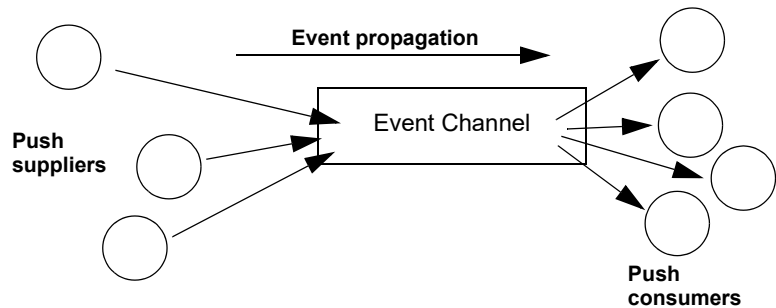 Event propagation
Event Channel
Push
suppliers
Push
consumers